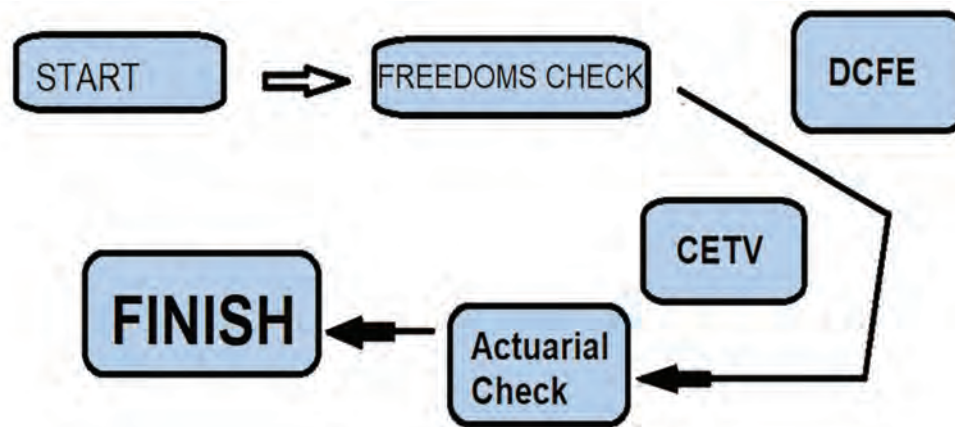 START
FREEDOMS CHECK
DCFE
CETV
Actuarial
Check
FINISH